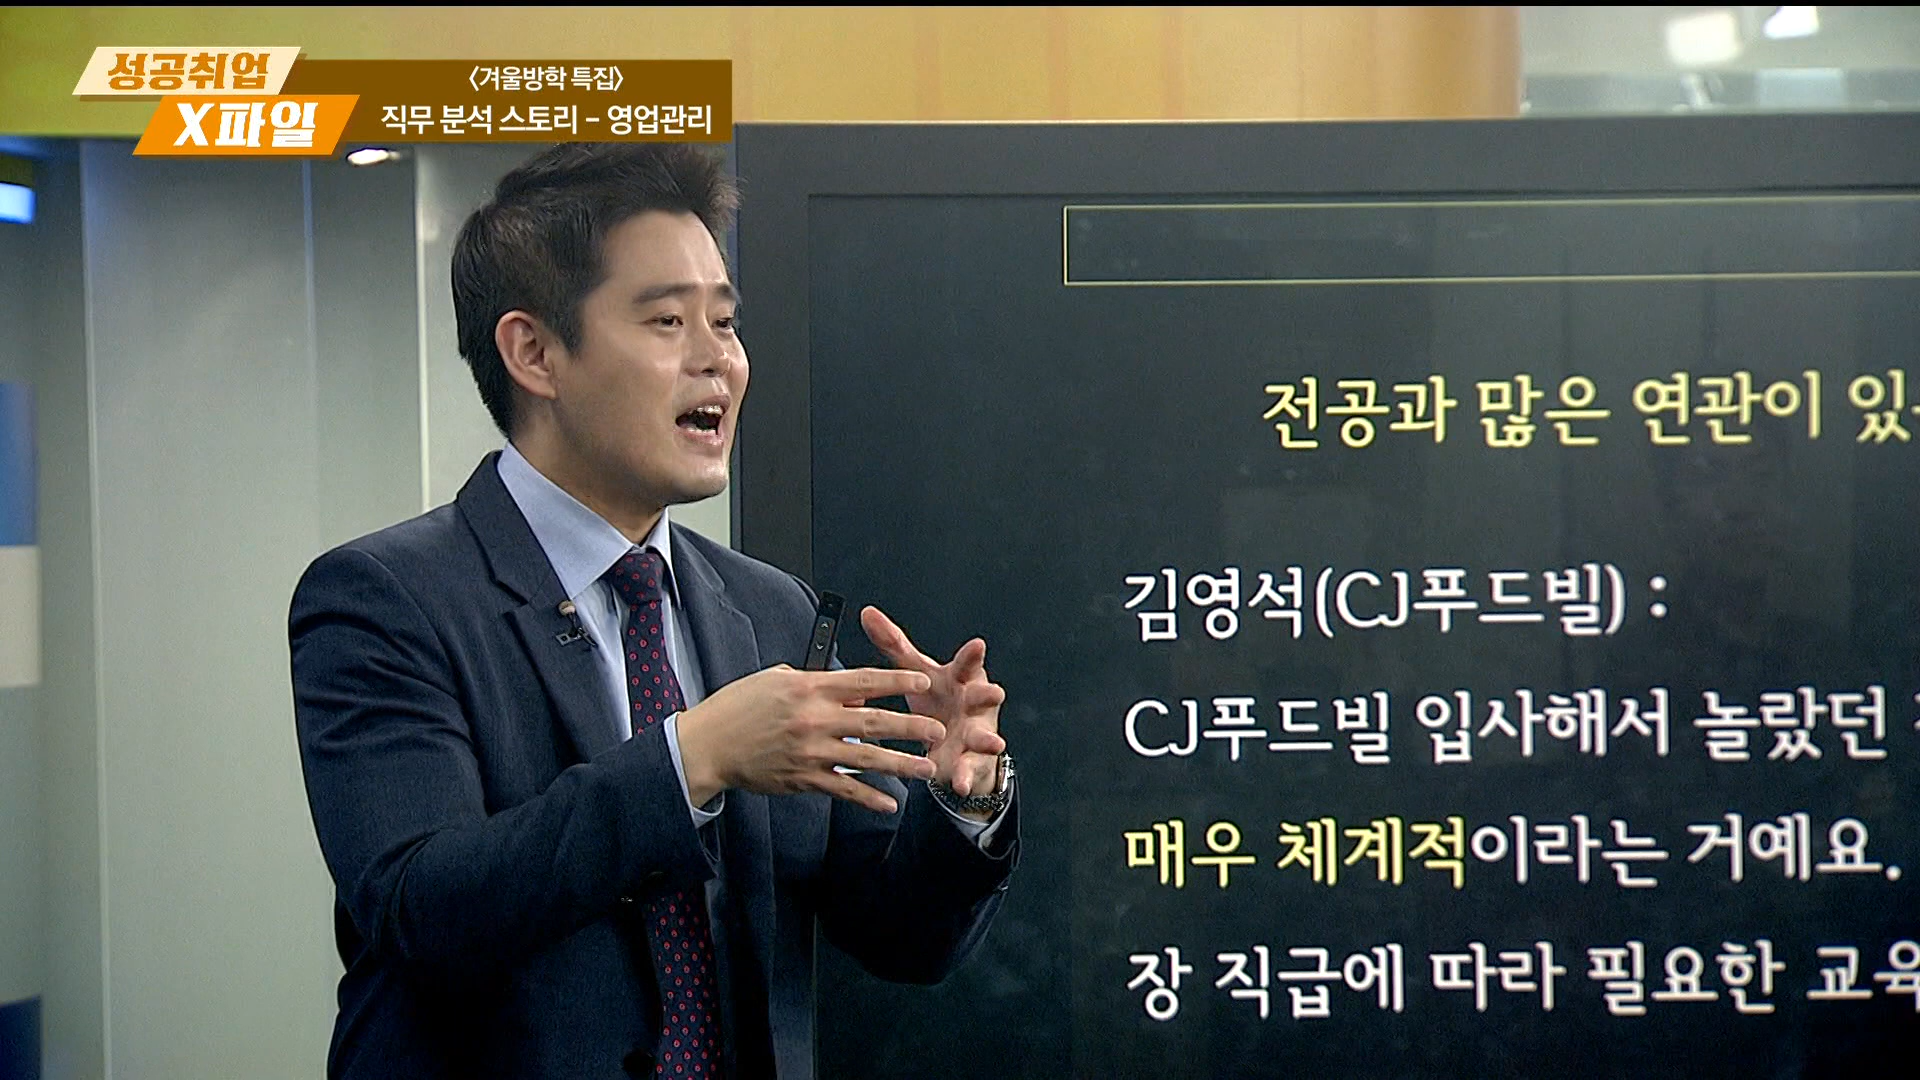 성공취업
X파일
〈겨울방학 특집〉
직무 분석 스토리 - 영업관리
전공과 많은 연관이
김영석(CJ푸드빌) :
CJ푸드빌 입사해서 놀랐던
매우 체계적이라는 거예요.
장 직급에 따라 필요한